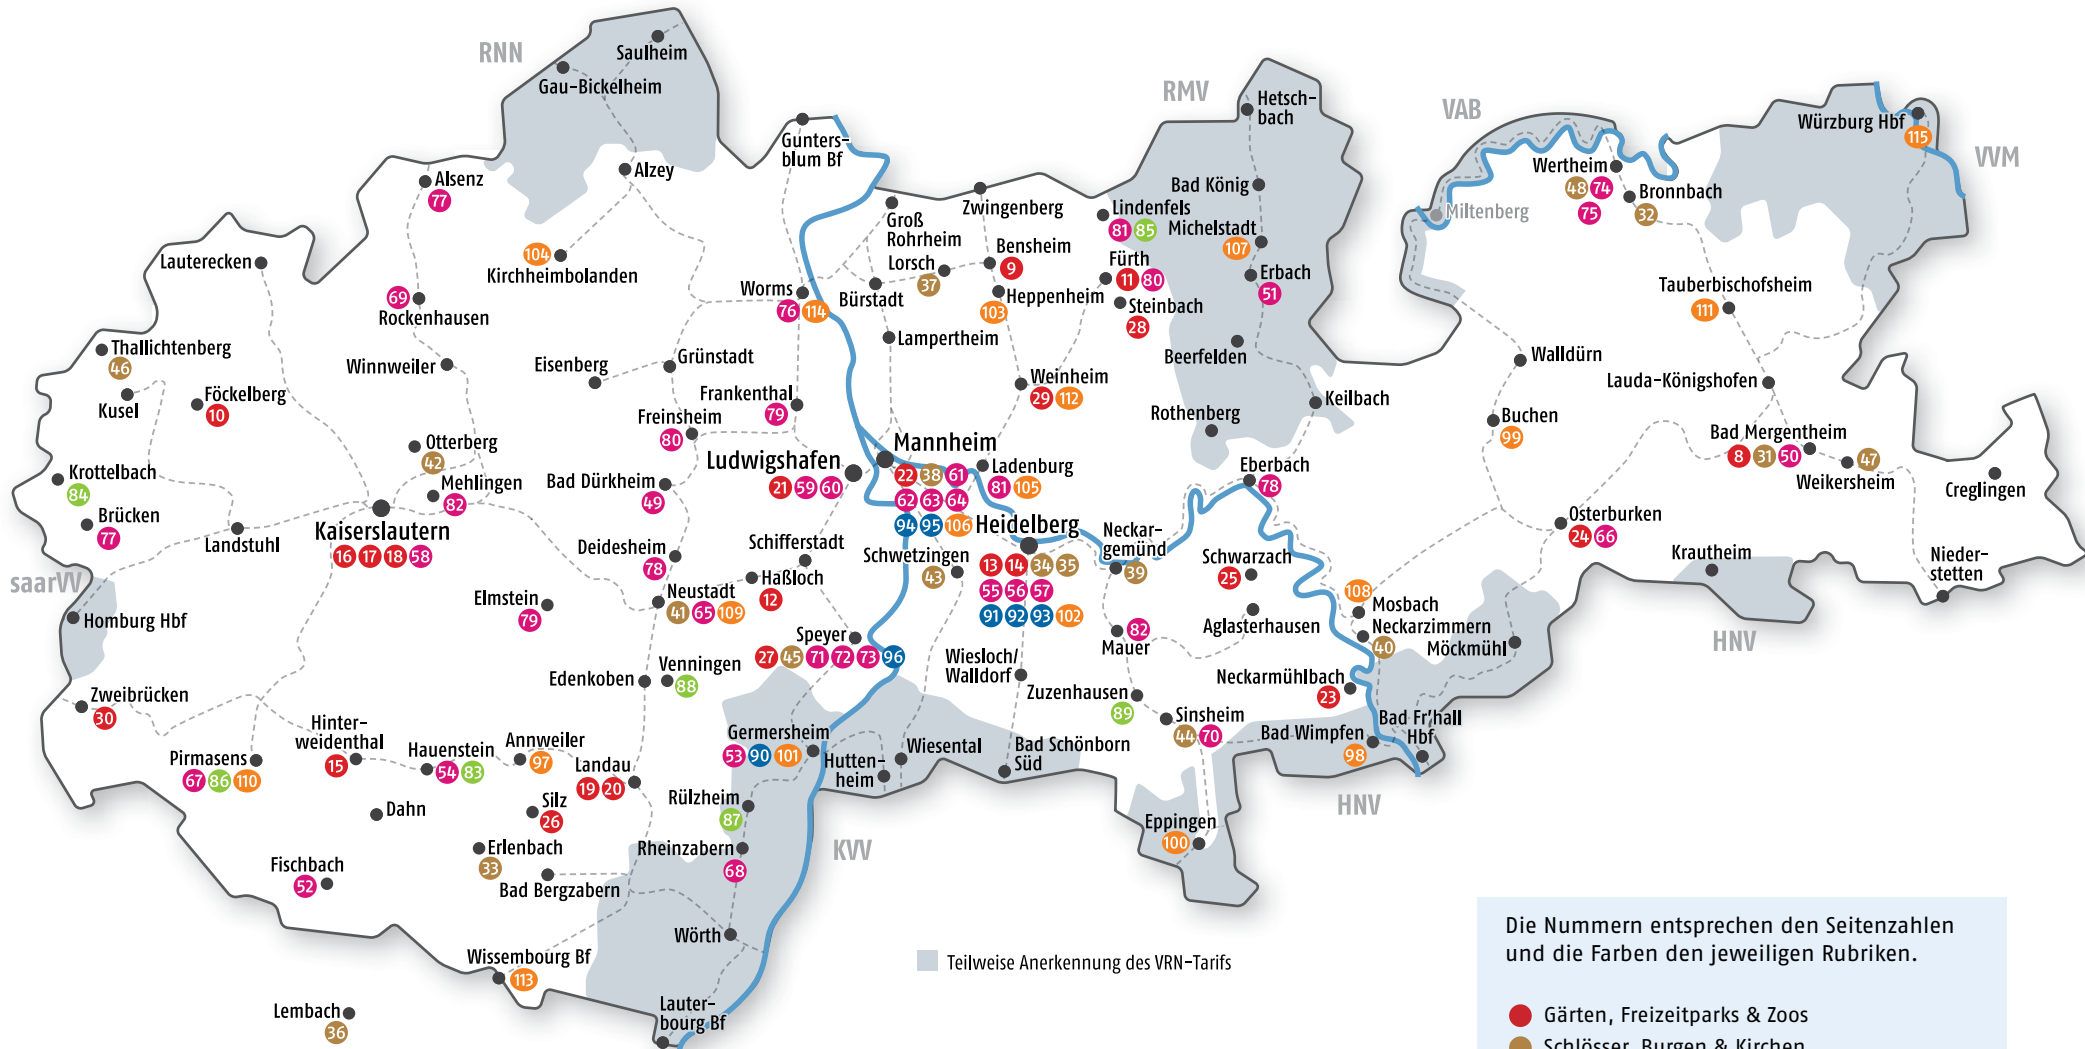 RNN
Saulheim
Gau-Bickelheim
RMV
Hetsch-
bach
VAB
Würzburg Hbf
115
VVM
Gunters-
blum Bf
Alsenz
77
Alzey
Wertheim
48 74
75
Bronnbach
32
Miltenberg
Bad König
Zwingenberg
Lindenfels
81 85
Michelstadt
107
Groß
Rohrheim
Lorsch
37
Bensheim
9
Fürth
11 80
Erbach
51
104
Kirchheimbolanden
Lauterecken
69
Rockenhausen
Worms
76 114
Bürstadt
Heppenheim
103
Steinbach
28
Tauberbischofsheim
111
Lampertheim
Beerfelden
Thallichtenberg
46
Kusel
Föckelberg
10
Winnweiler
Eisenberg
Grünstadt
Frankenthal
79
Freinsheim
80
Weinheim
29 112
Keilbach
Rothenberg
Walldürn
Lauda-Königshofen
Buchen
99
Otterberg
42
Mehlingen
82
Krottelbach
84
Brücken
77
Landstuhl
Kaiserslautern
16 17 18 58
Bad Dürkheim
49
Ludwigshafen
21 59 60
Mannheim
22 38 61
62 63 64
94 95 106
Ladenburg
81 105
Eberbach
78
Bad Mergentheim
8 31 50
47
Weikersheim
Creglingen
Heidelberg
13 14 34 35
55 56 57
91 92 93 102
Neckar-
gemünd
39
Schwarzach
25
Osterburken
24 66
Krautheim
Nieder-
stetten
saarVV
Homburg Hbf
Deidesheim
78
Schifferstadt
Haßloch
12
Schwetzingen
43
Elmstein
79
Neustadt
41 65 109
Speyer
27 45 71 72 73 96
Wiesloch/
Walldorf
82
Mauer
Aglasterhausen
108
Mosbach
Neckarzimmern
40
Möckmühl
HNV
Zweibrücken
30
Edenkoben
Venningen
88
Zuzenhausen
89
Neckarmühlbach
23
Sinsheim
44 70
Bad Wimpfen
98
Bad Fr'hall
Hbf
Pirmasens
67 86 110
Hinter-
weidenthal
15
Hauenstein
54 83
Annweiler
97
Landau
19 20
Germersheim
53 90 101
Hutten-
heim
Wiesental
Bad Schönborn
Süd
HNV
Dahn
Silz
26
Rülzheim
87
Eppingen
100
Fischbach
52
Erlenbach
33
Bad Bergzabern
Rheinzabern
68
KVV
Wörth
Wissembourg Bf
113
Lembach
36
Lauter-
bourg Bf
Teilweise Anerkennung des VRN-Tarifs
Die Nummern entsprechen den Seitenzahlen
und die Farben den jeweiligen Rubriken.
Gärten, Freizeitparks & Zoos
Schlösser, Burgen & Kirchen